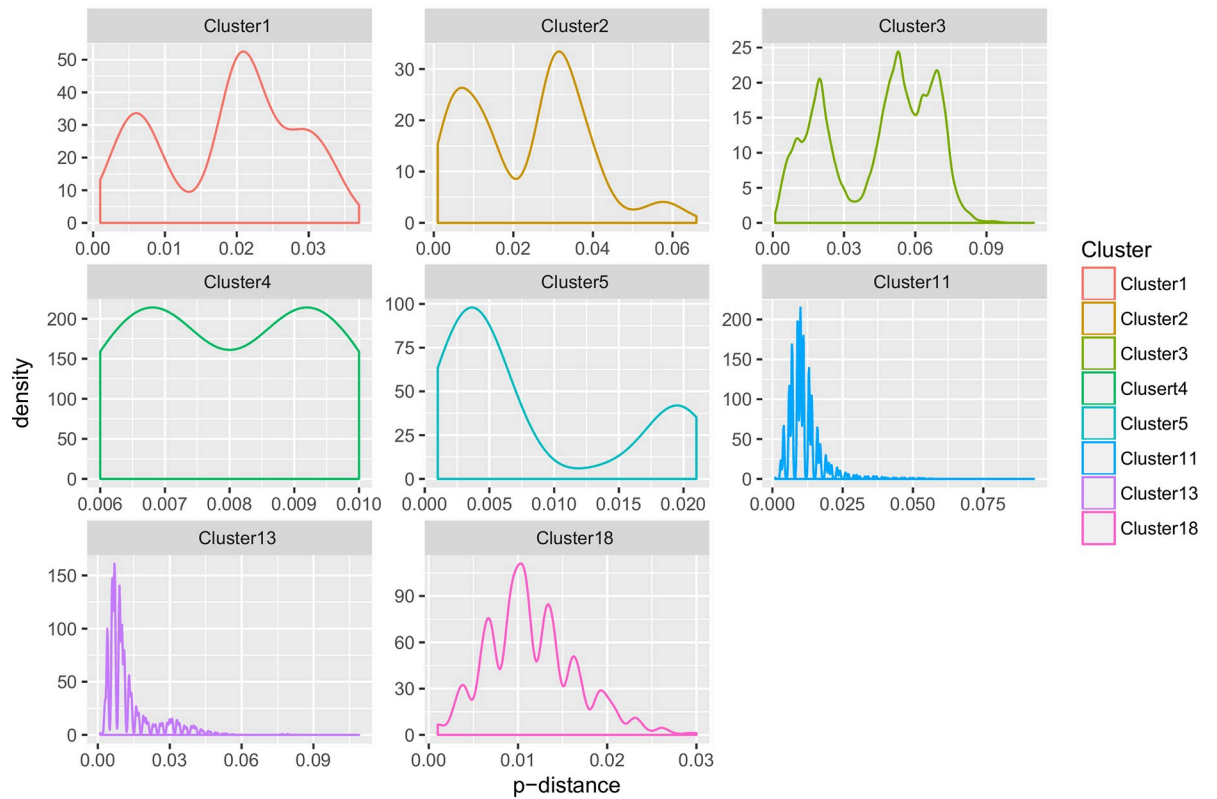 Cluster1 Cluster2 Cluster3
50
40
30
20
10
0
0.00 0.01 0.02 0.03
30
20
10
0
0.00 0.02 0.04 0.06
25
20
15
10
5
0
0.00 0.03 0.06 0.09
Cluster4 Cluster5 Cluster11
density
200
150
100
50
0
0.006 0.007 0.008 0.009 0.010
100
75
50
25
0
0.000 0.005 0.010 0.015 0.020
200
150
100
50
0
0.000 0.025 0.050 0.075
Cluster13 Cluster18
150
100
50
0
0.00 0.03 0.06 0.09
90
60
30
0
0.00 0.01 0.02 0.03
p-distance
Cluster
Cluster1
Cluster2
Cluster3
Clusert4
Cluster5
Cluster11
Cluster13
Cluster18